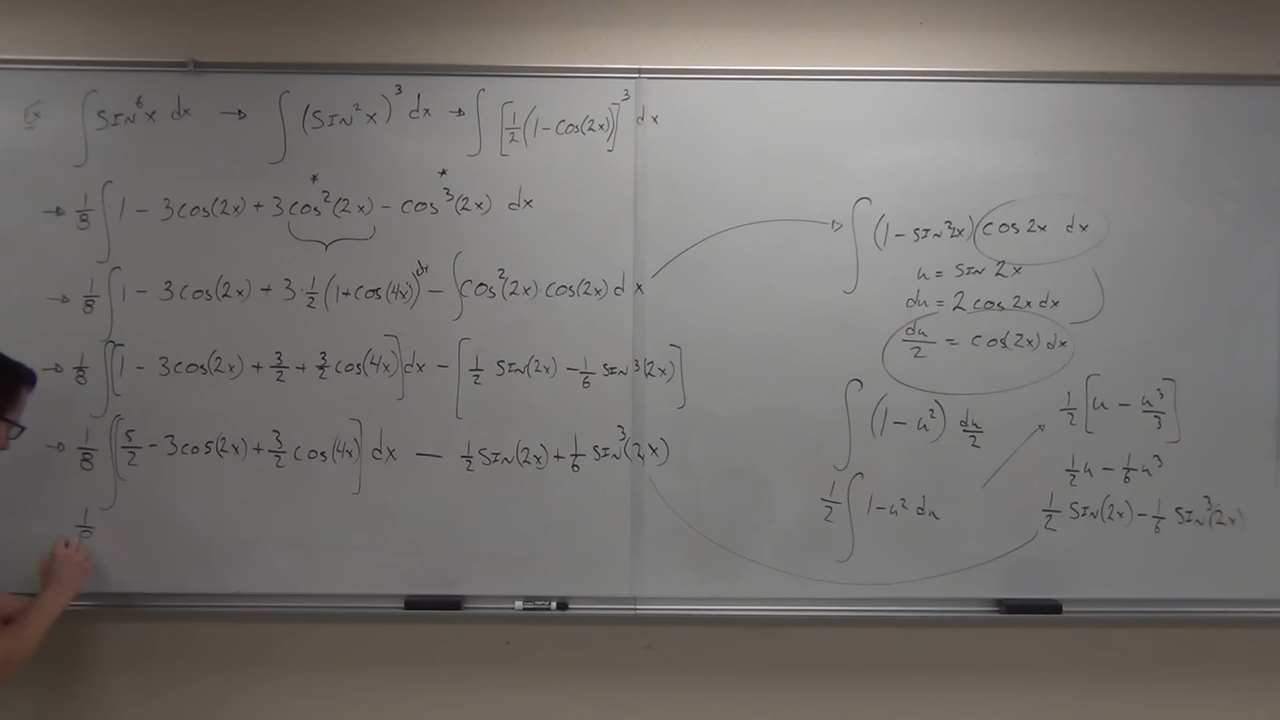 Ex ∫ SIN⁶x dx → ∫ (SIN²x)³ dx → ∫ [1/2(1-Cos(2x))]³ dx
→ 1/8 ∫ 1 - 3cos(2x) + 3cos²(2x) - cos³(2x) dx
* *
→ 1/8 ∫ 1 - 3cos(2x) + 3·1/2(1+cos(4x)) dx - ∫cos²(2x)·cos(2x) dx
→ 1/8 ∫[1 - 3cos(2x) + 3/2 + 3/2 cos(4x)]dx - [1/2 SIN(2x) - 1/6 SIN³(2x)]
→ 1/8 ∫[5/2 - 3cos(2x) + 3/2 cos(4x)] dx - 1/2 SIN(2x) + 1/6 SIN³(2x)
1/8
∫ (1-SIN²2x) cos2x dx
u = SIN 2x
du = 2 cos2x dx
du/2 = cos(2x) dx
∫ (1-u²) du/2
1/2 ∫ 1-u² du
1/2 [u - u³/3]
1/2 u - 1/6 u³
1/2 SIN(2x) - 1/6 SIN³(2x)